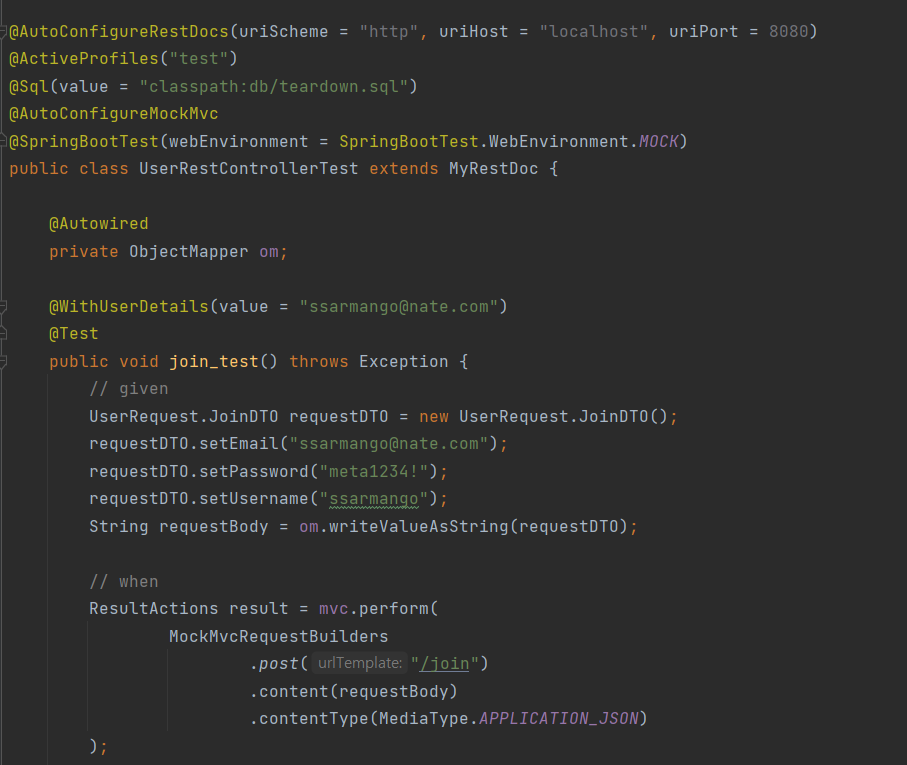 @AutoConfigureRestDocs(uriScheme = "http", uriHost = "localhost", uriPort = 8080)
@ActiveProfiles("test")
@Sql(value = "classpath:db/teardown.sql")
@AutoConfigureMockMvc
@SpringBootTest(webEnvironment = SpringBootTest.WebEnvironment.MOCK)
public class UserRestControllerTest extends MyRestDoc {
@Autowired
private ObjectMapper om;
@WithUserDetails(value = "ssarmango@nate.com")
@Test
public void join_test() throws Exception {
// given
UserRequest.JoinDTO requestDTO = new UserRequest.JoinDTO();
requestDTO.setEmail("ssarmango@nate.com");
requestDTO.setPassword("meta1234!");
requestDTO.setUsername("ssarmango");
String requestBody = om.writeValueAsString(requestDTO);
// when
ResultActions result = mvc.perform(
MockMvcRequestBuilders
.post( urlTemplate: "/join")
.content(requestBody)
.contentType(MediaType.APPLICATION_JSON)
);